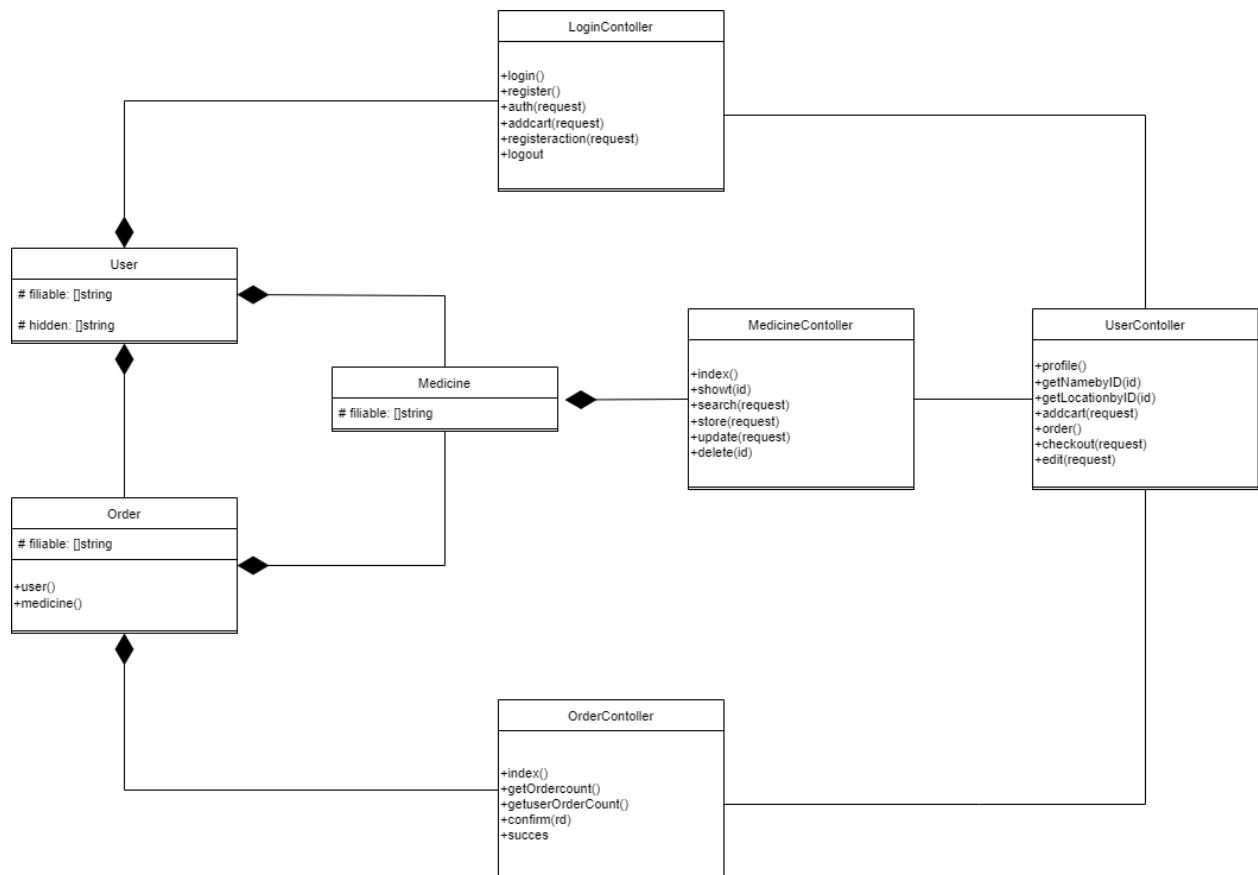 LoginContoller
+login()
+register()
+auth(request)
+addcart(request)
+registeraction(request)
+logout
User
# filiable: []string
# hidden: []string
Medicine
# filiable: []string
MedicineContoller
+index()
+showt(id)
+search(request)
+store(request)
+update(request)
+delete(id)
UserContoller
+profile()
+getNamebyID(id)
+getLocationbyID(id)
+addcart(request)
+order()
+checkout(request)
+edit(request)
Order
# filiable: []string
+user()
+medicine()
OrderContoller
+index()
+getOrdercount()
+getuserOrderCount()
+confirm(rd)
+succes